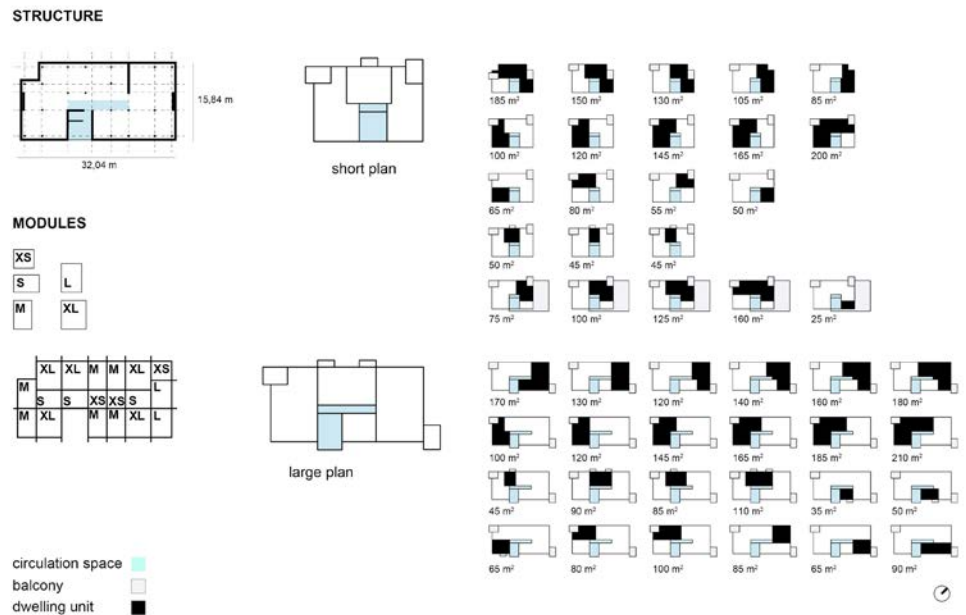 STRUCTURE
15,84 m
32,04 m
short plan
MODULES
XS
S
L
M
XL
XL XL M M XL XS
M L
S S XS XS S
M XL M M XL L
large plan
circulation space
balcony
dwelling unit
185 m² 150 m² 130 m² 105 m² 85 m²
100 m² 120 m² 145 m² 165 m² 200 m²
65 m² 80 m² 55 m² 50 m²
50 m² 45 m² 45 m²
75 m² 100 m² 125 m² 160 m² 25 m²
170 m² 130 m² 120 m² 140 m² 160 m² 180 m²
100 m² 120 m² 145 m² 165 m² 185 m² 210 m²
45 m² 90 m² 85 m² 110 m² 35 m² 50 m²
65 m² 80 m² 100 m² 85 m² 65 m² 90 m²